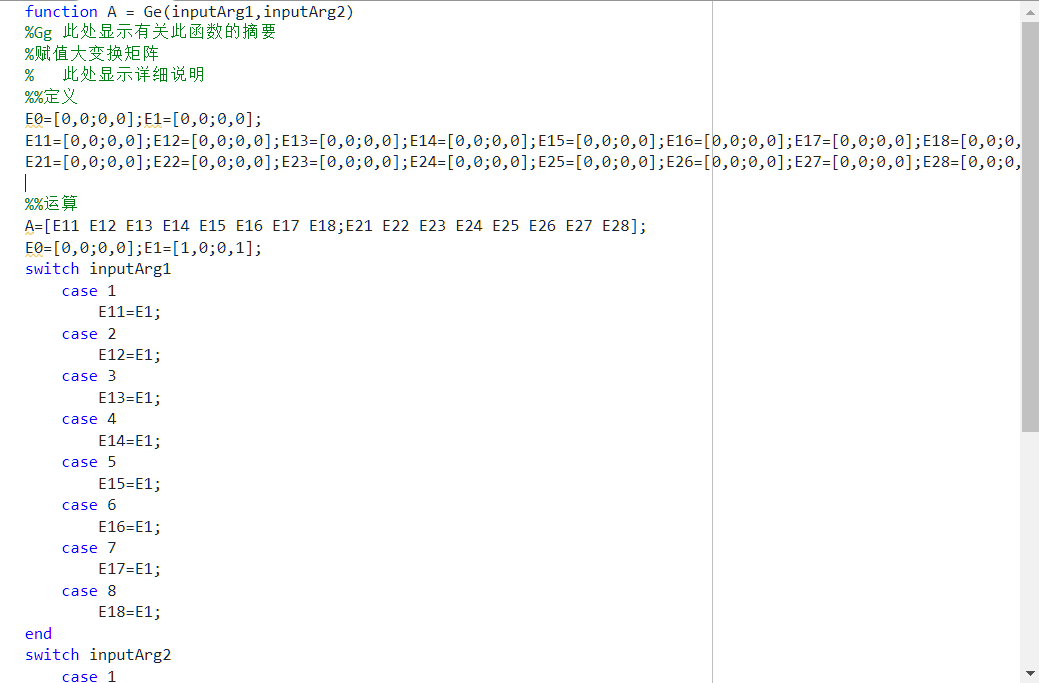 function A = Ge(inputArg1,inputArg2)
%Gg 此处显示有关此函数的摘要
%赋值大变换矩阵
%   此处显示详细说明
%%定义
E0=[0,0;0,0];E1=[0,0;0,0];
E11=[0,0;0,0];E12=[0,0;0,0];E13=[0,0;0,0];E14=[0,0;0,0];E15=[0,0;0,0];E16=[0,0;0,0];E17=[0,0;0,0];E18=[0,0;0,
E21=[0,0;0,0];E22=[0,0;0,0];E23=[0,0;0,0];E24=[0,0;0,0];E25=[0,0;0,0];E26=[0,0;0,0];E27=[0,0;0,0];E28=[0,0;0,
%%运算
A=[E11 E12 E13 E14 E15 E16 E17 E18;E21 E22 E23 E24 E25 E26 E27 E28];
E0=[0,0;0,0];E1=[1,0;0,1];
switch inputArg1
    case 1
        E11=E1;
    case 2
        E12=E1;
    case 3
        E13=E1;
    case 4
        E14=E1;
    case 5
        E15=E1;
    case 6
        E16=E1;
    case 7
        E17=E1;
    case 8
        E18=E1;
end
switch inputArg2
    case 1